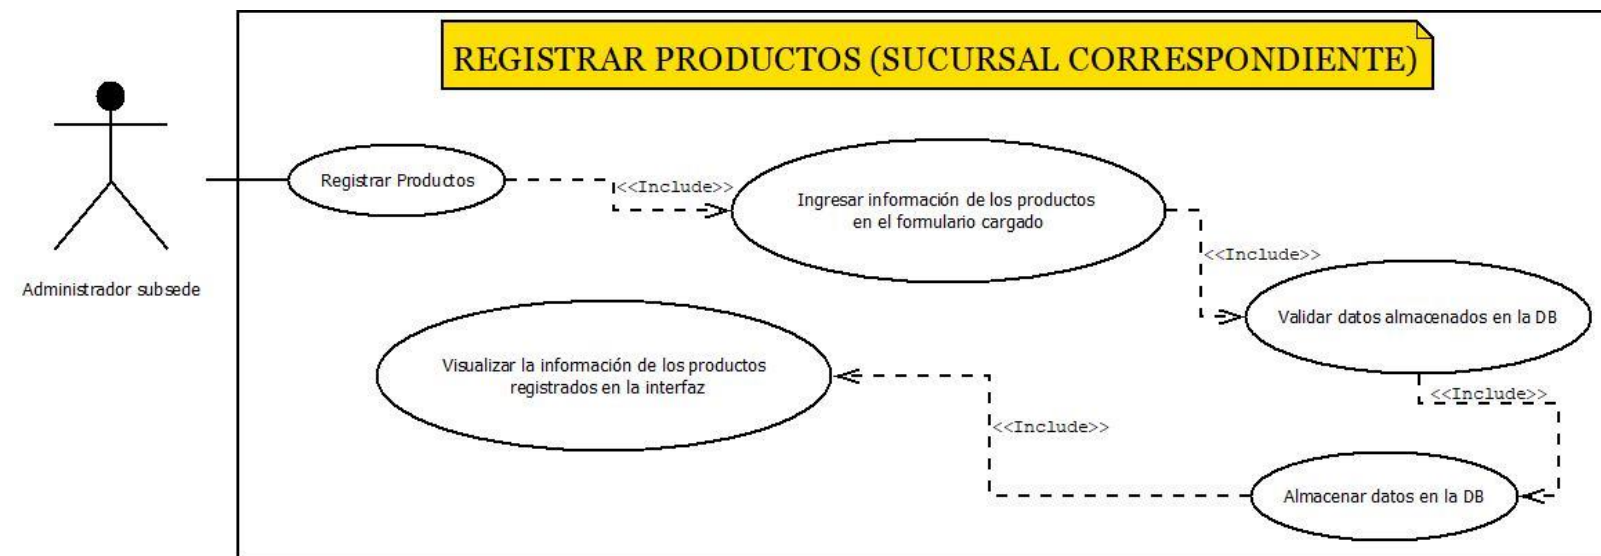 REGISTRAR PRODUCTOS (SUCURSAL CORRESPONDIENTE)
Registrar Productos
<<Include>>
Ingresar información de los productos
en el formulario cargado
<<Include>>
Administrador subsede
Validar datos almacenados en la DB
Visualizar la información de los productos
registrados en la interfaz
<<Include>>
<<Include>>
Almacenar datos en la DB